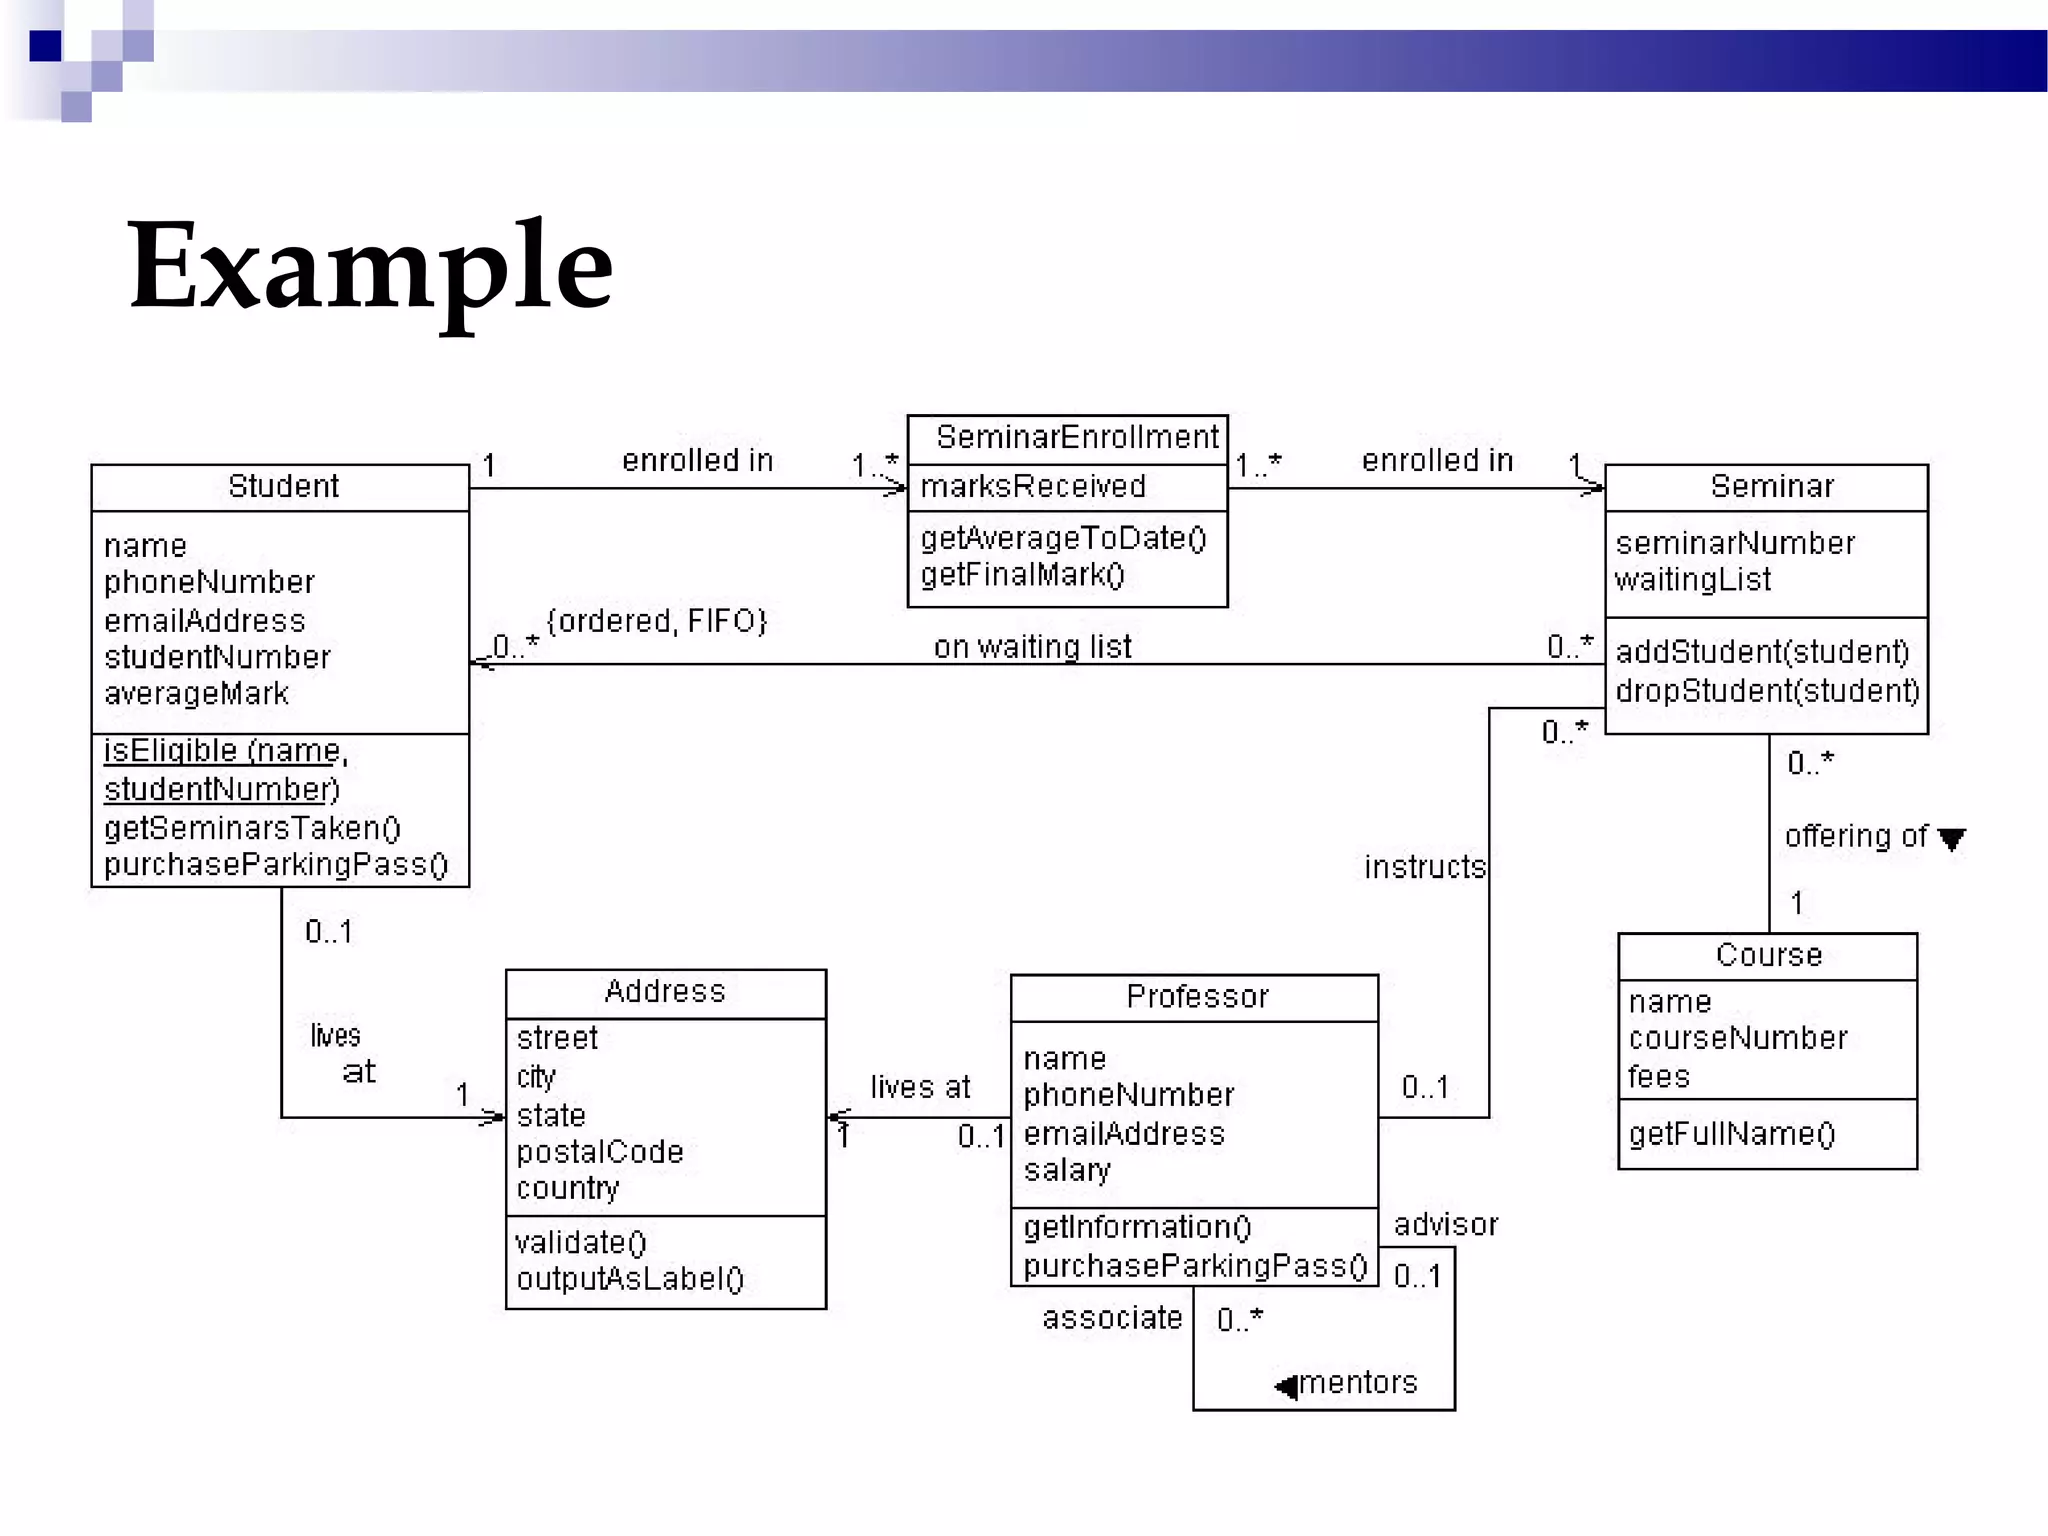 Example
Student
name
phoneNumber
emailAddress
studentNumber
averageMark
isEligible (name,
studentNumber)
getSeminarsTaken()
purchaseParkingPass()
1
enrolled in
1..*
SeminarEnrollment
marksReceived
getAverageToDate()
getFinalMark()
1..*
enrolled in
1
Seminar
seminarNumber
waitingList
addStudent(student)
dropStudent(student)
0..*
{ordered, FIFO}
on waiting list
0..*
0..*
instructs
0..1
0..*
offering of
1
Course
name
courseNumber
fees
getFullName()
0..1
lives
at
1
Address
street
city
state
postalCode
country
validate()
outputAsLabel()
lives at
1
0..1
Professor
name
phoneNumber
emailAddress
salary
getInformation()
purchaseParkingPass()
advisor
0..1
associate
0..*
mentors